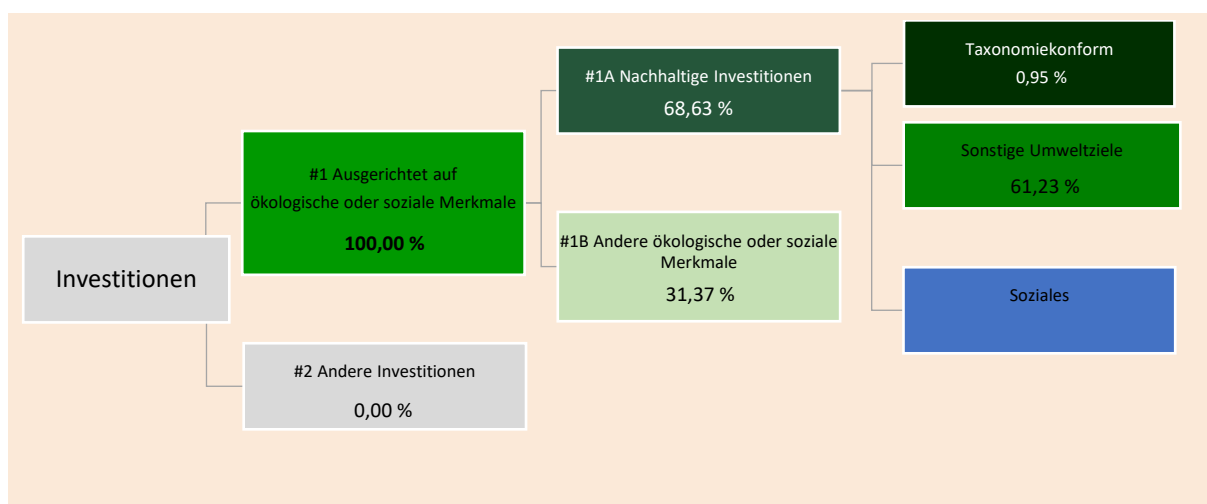 Investitionen
#1 Ausgerichtet auf
ökologische oder soziale Merkmale
100,00 %
#2 Andere Investitionen
0,00 %
#1A Nachhaltige Investitionen
68,63 %
#1B Andere ökologische oder soziale
Merkmale
31,37 %
Taxonomiekonform
0,95 %
Sonstige Umweltziele
61,23 %
Soziales